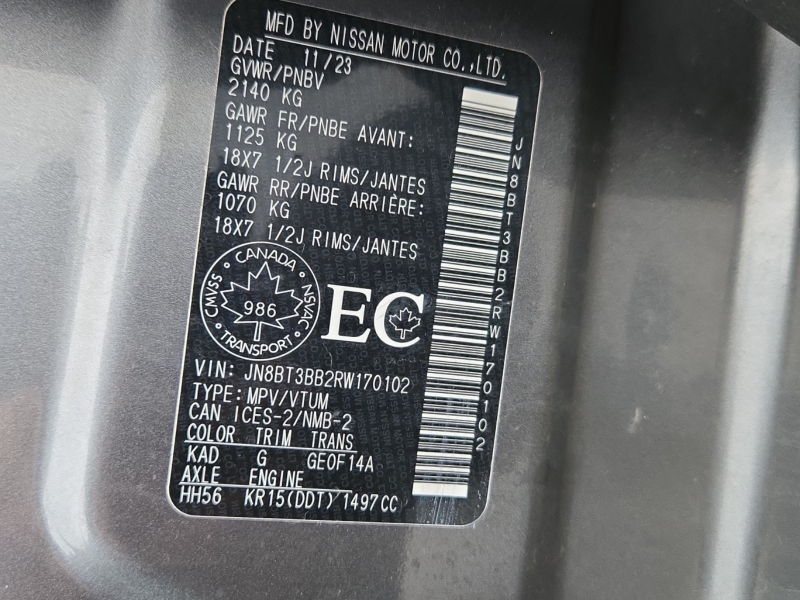 MFD BY NISSAN MOTOR CO.,LTD.
DATE 11/23
GVWR/PNBV
2140 KG
GAWR FR/PNBE AVANT:
1125 KG
18X7 1/2J RIMS/JANTES
GAWR RR/PNBE ARRIÈRE:
1070 KG
18X7 1/2J RIMS/JANTES
CANADA
CMVSS
NSVAC
986
TRANSPORT
EC
VIN: JN8BT3BB2RW170102
TYPE: MPV/VTUM
CAN ICES-2/NMB-2
COLOR TRIM TRANS
KAD G GE0F14A
AXLE ENGINE
HH56 KR15(DDT)1497CC
JN8BT3BB2RW170102